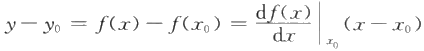 y − y₀ = f(x) − f(x₀) = df(x)/dx |ₓ₀ (x − x₀)